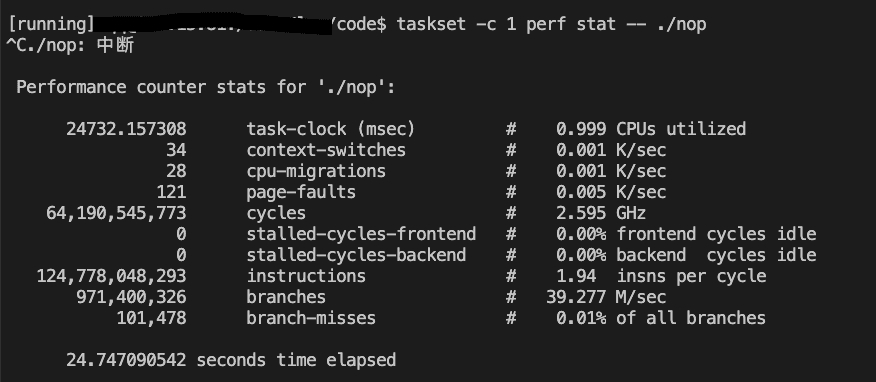 [running] /code$ taskset -c 1 perf stat -- ./nop
^C./nop: 中断
Performance counter stats for './nop':
24732.157308 task-clock (msec) # 0.999 CPUs utilized
34 context-switches # 0.001 K/sec
28 cpu-migrations # 0.001 K/sec
121 page-faults # 0.005 K/sec
64,190,545,773 cycles # 2.595 GHz
0 stalled-cycles-frontend # 0.00% frontend cycles idle
0 stalled-cycles-backend # 0.00% backend cycles idle
124,778,048,293 instructions # 1.94 insns per cycle
971,400,326 branches # 39.277 M/sec
101,478 branch-misses # 0.01% of all branches
24.747090542 seconds time elapsed